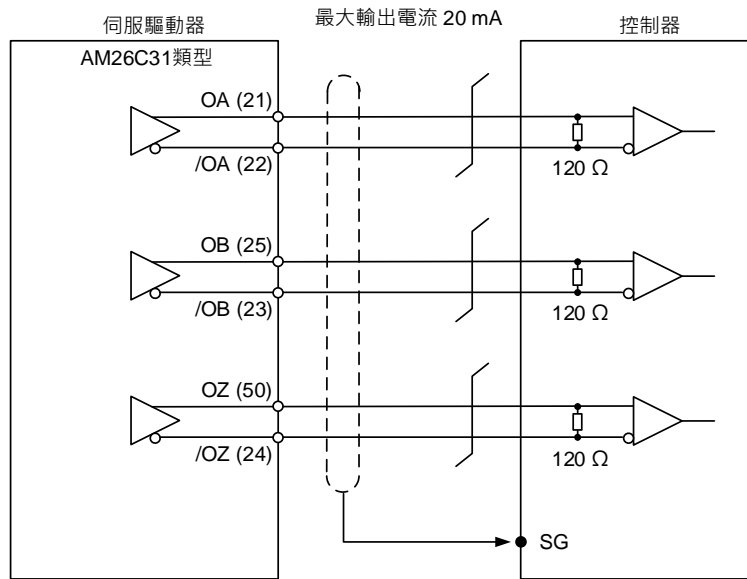 最大輸出電流 20 mA
伺服驅動器
控制器
AM26C31類型
OA (21)
/OA (22)
120 Ω
OB (25)
/OB (23)
120 Ω
OZ (50)
/OZ (24)
120 Ω
SG